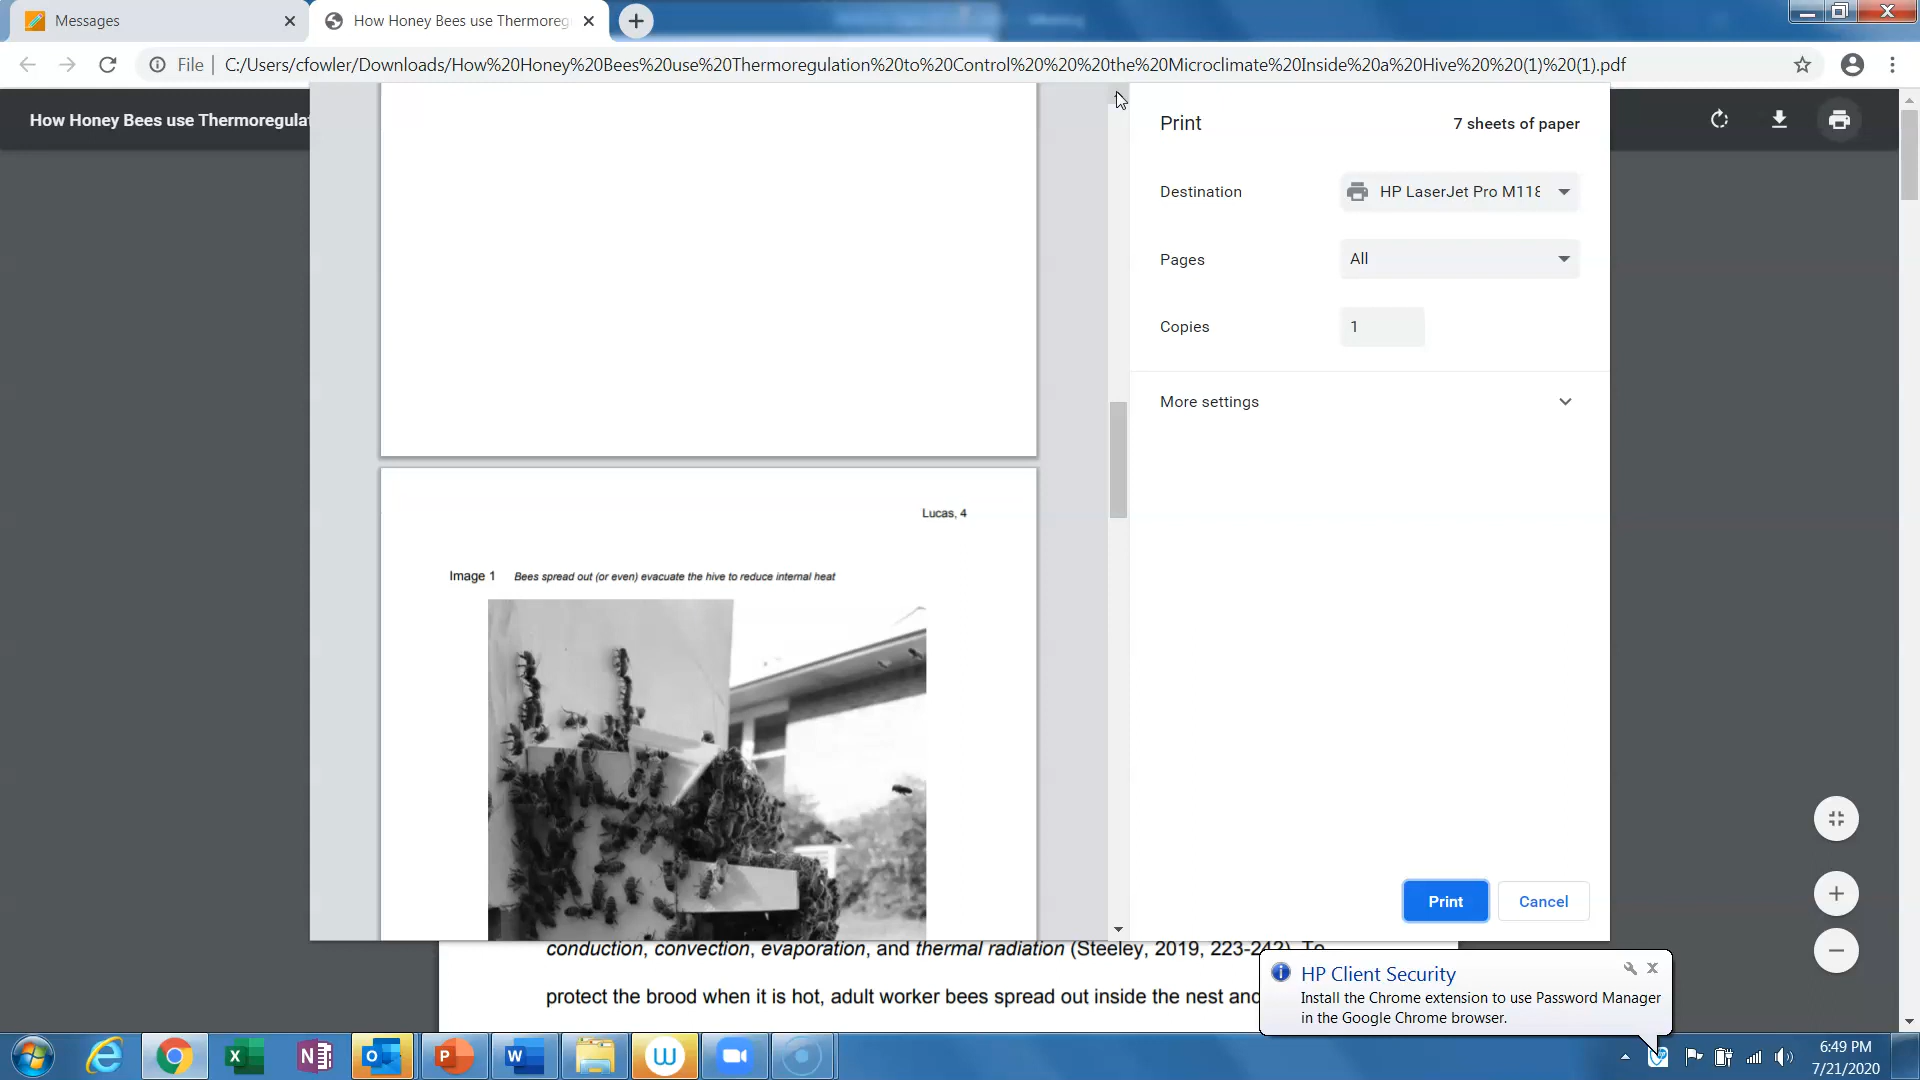 Messages
How Honey Bees use Thermoreg
File
C:/Users/cfowler/Downloads/How%20Honey%20Bees%20use%20Thermoregulation%20to%20Control%20%20%20the%20Microclimate%20Inside%20a%20Hive%20%20(1)%20(1).pdf
How Honey Bees use Thermoregula
Print
7 sheets of paper
Destination
HP LaserJet Pro M118
Pages
All
Copies
1
More settings
Lucas, 4
Image 1 Bees spread out (or even) evacuate the hive to reduce internal heat
Print
Cancel
conduction, convection, evaporation, and thermal radiation (Steeley, 2019, 223-242). To
protect the brood when it is hot, adult worker bees spread out inside the nest and
HP Client Security
Install the Chrome extension to use Password Manager
in the Google Chrome browser.
6:49 PM
7/21/2020